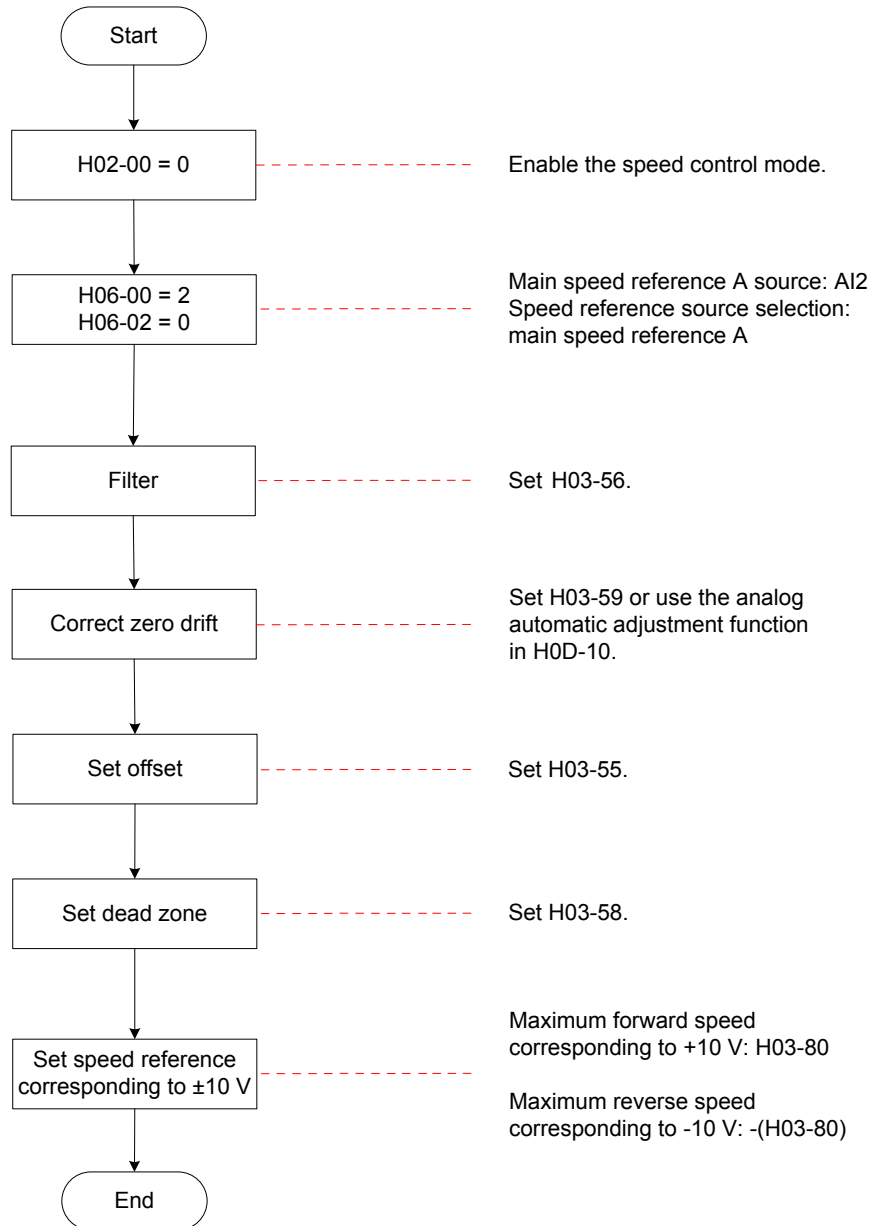 Start
H02-00 = 0
Enable the speed control mode.
H06-00 = 2
H06-02 = 0
Main speed reference A source: AI2
Speed reference source selection:
main speed reference A
Filter
Set H03-56.
Correct zero drift
Set H03-59 or use the analog
automatic adjustment function
in H0D-10.
Set offset
Set H03-55.
Set dead zone
Set H03-58.
Set speed reference
corresponding to ±10 V
Maximum forward speed
corresponding to +10 V: H03-80
Maximum reverse speed
corresponding to -10 V: -(H03-80)
End